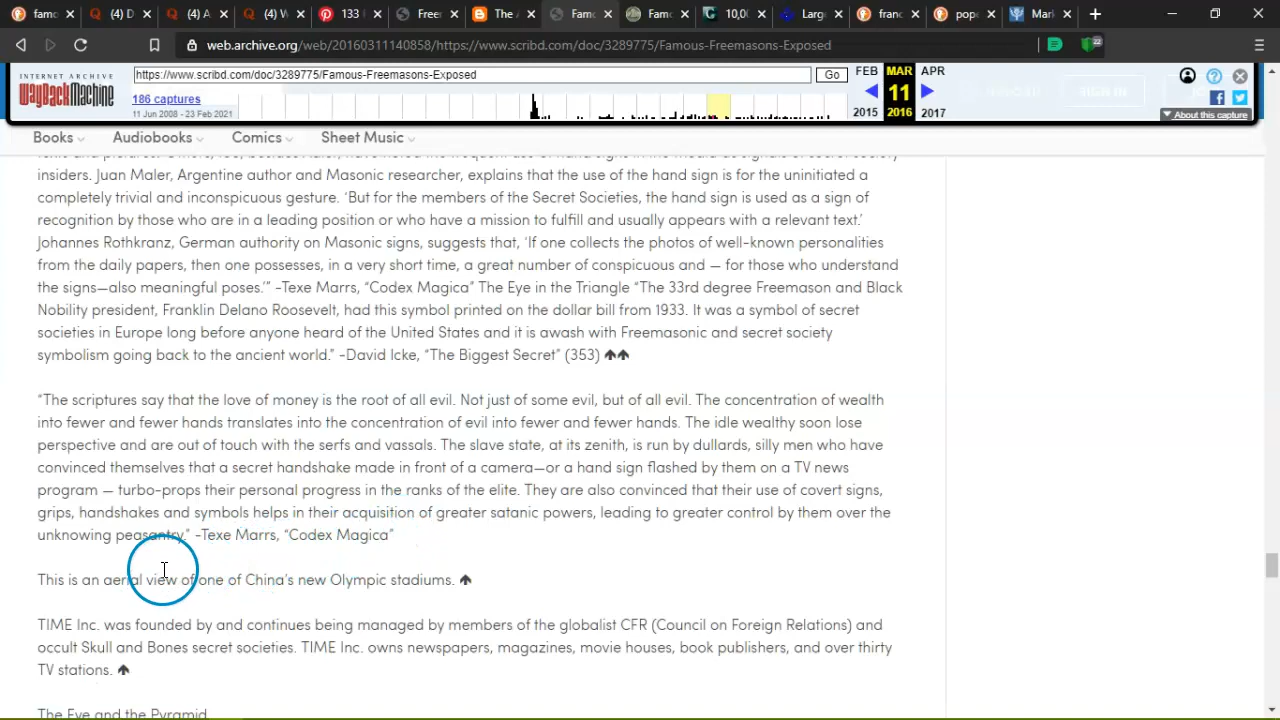 famo
(4) D
(4) A
(4) W
133 I
Free
The A
Famo
Famo
10,0(
Large
franc
pope
Mark
web.archive.org/web/20160311140858/https://www.scribd.com/doc/3289775/Famous-Freemasons-Exposed
22
INTERNET ARCHIVE
WayBackMachine
https://www.scribd.com/doc/3289775/Famous-Freemasons-Exposed
Go
FEB MAR APR
186 captures
11
11 Jun 2008 - 23 Feb 2021
2015 2016 2017
About this capture
Books Audiobooks Comics Sheet Music
insiders. Juan Maler, Argentine author and Masonic researcher, explains that the use of the hand sign is for the uninitiated a
completely trivial and inconspicuous gesture. ‘But for the members of the Secret Societies, the hand sign is used as a sign of
recognition by those who are in a leading position or who have a mission to fulfill and usually appears with a relevant text.’
Johannes Rothkranz, German authority on Masonic signs, suggests that, ‘If one collects the photos of well-known personalities
from the daily papers, then one possesses, in a very short time, a great number of conspicuous and — for those who understand
the signs—also meaningful poses.’” -Texe Marrs, “Codex Magica” The Eye in the Triangle “The 33rd degree Freemason and Black
Nobility president, Franklin Delano Roosevelt, had this symbol printed on the dollar bill from 1933. It was a symbol of secret
societies in Europe long before anyone heard of the United States and it is awash with Freemasonic and secret society
symbolism going back to the ancient world.” -David Icke, “The Biggest Secret” (353)
“The scriptures say that the love of money is the root of all evil. Not just of some evil, but of all evil. The concentration of wealth
into fewer and fewer hands translates into the concentration of evil into fewer and fewer hands. The idle wealthy soon lose
perspective and are out of touch with the serfs and vassals. The slave state, at its zenith, is run by dullards, silly men who have
convinced themselves that a secret handshake made in front of a camera—or a hand sign flashed by them on a TV news
program — turbo-props their personal progress in the ranks of the elite. They are also convinced that their use of covert signs,
grips, handshakes and symbols helps in their acquisition of greater satanic powers, leading to greater control by them over the
unknowing peasantry.” -Texe Marrs, “Codex Magica”
This is an aerial view of one of China’s new Olympic stadiums.
TIME Inc. was founded by and continues being managed by members of the globalist CFR (Council on Foreign Relations) and
occult Skull and Bones secret societies. TIME Inc. owns newspapers, magazines, movie houses, book publishers, and over thirty
TV stations.
The Eye and the Pyramid